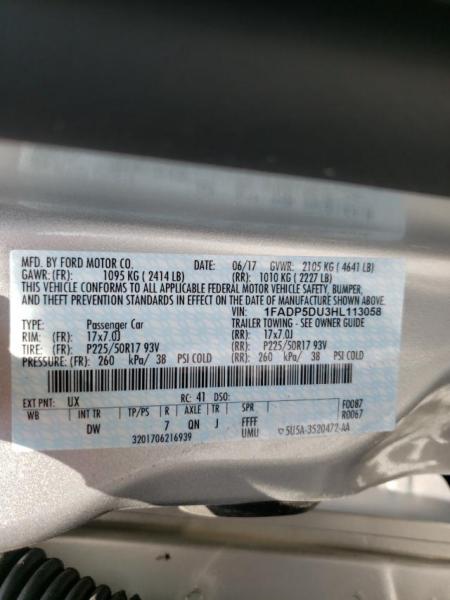 MFD. BY FORD MOTOR CO. DATE: 06/17 GVWR: 2105 KG ( 4641 LB)
GAWR: (FR): 1095 KG ( 2414 LB) (RR): 1010 KG ( 2227 LB)
THIS VEHICLE CONFORMS TO ALL APPLICABLE FEDERAL MOTOR VEHICLE SAFETY, BUMPER,
AND THEFT PREVENTION STANDARDS IN EFFECT ON THE DATE OF MANUFACTURE SHOWN ABOVE.
VIN: 1FADP5DU3HL113058
TYPE: Passenger Car TRAILER TOWING - SEE OWNER GUIDE
RIM: (FR): 17x7.0J (RR): 17x7.0J
TIRE: (FR): P225/50R17 93V (RR): P225/50R17 93V
PRESSURE: (FR): 260 kPa/ 38 PSI COLD (RR): 260 kPa/ 38 PSI COLD
EXT PNT: UX RC: 41 DSO: F0087
WB INT TR TP/PS R AXLE TR SPR R0067
DW 7 QN J FFFF
3201706216939 UMU 5U5A-3520472-AA